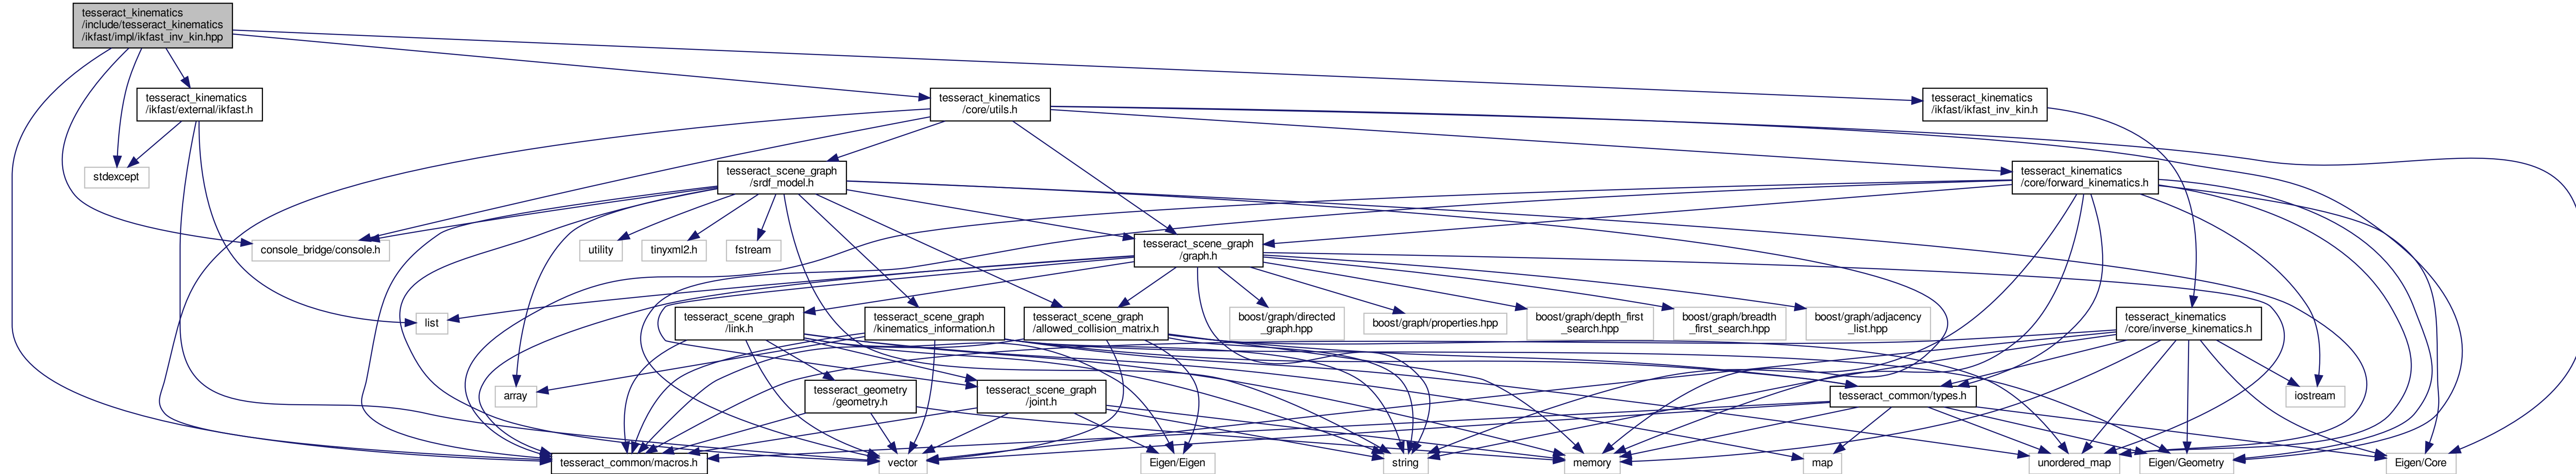 tesseract_kinematics
/include/tesseract_kinematics
/ikfast/impl/ikfast_inv_kin.hpp
tesseract_kinematics
/ikfast/external/ikfast.h
tesseract_kinematics
/core/utils.h
tesseract_kinematics
/ikfast/ikfast_inv_kin.h
stdexcept
tesseract_scene_graph
/srdf_model.h
tesseract_kinematics
/core/forward_kinematics.h
console_bridge/console.h
utility
tinyxml2.h
fstream
tesseract_scene_graph
/graph.h
list
tesseract_scene_graph
/link.h
tesseract_scene_graph
/kinematics_information.h
tesseract_scene_graph
/allowed_collision_matrix.h
boost/graph/directed
_graph.hpp
boost/graph/properties.hpp
boost/graph/depth_first
_search.hpp
boost/graph/breadth
_first_search.hpp
boost/graph/adjacency
_list.hpp
tesseract_kinematics
/core/inverse_kinematics.h
array
tesseract_geometry
/geometry.h
tesseract_scene_graph
/joint.h
tesseract_common/types.h
iostream
tesseract_common/macros.h
vector
Eigen/Eigen
string
memory
map
unordered_map
Eigen/Geometry
Eigen/Core